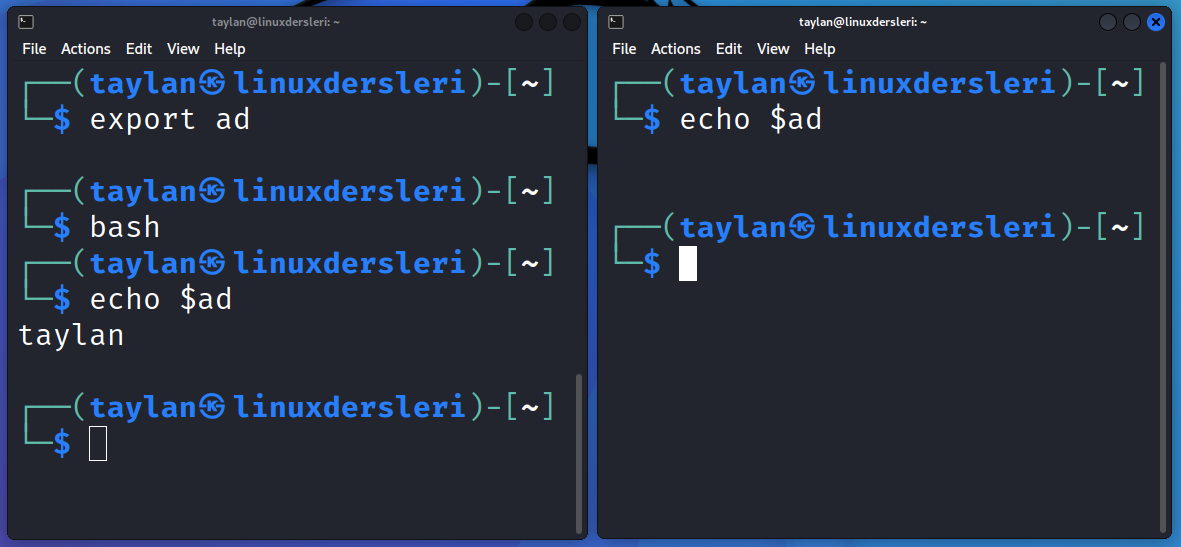 taylan@linuxdersleri: ~
File Actions Edit View Help
┌──(taylan㉿linuxdersleri)-[~]
└─$ export ad
┌──(taylan㉿linuxdersleri)-[~]
└─$ bash
┌──(taylan㉿linuxdersleri)-[~]
└─$ echo $ad
taylan
┌──(taylan㉿linuxdersleri)-[~]
└─$
taylan@linuxdersleri: ~
File Actions Edit View Help
┌──(taylan㉿linuxdersleri)-[~]
└─$ echo $ad
┌──(taylan㉿linuxdersleri)-[~]
└─$